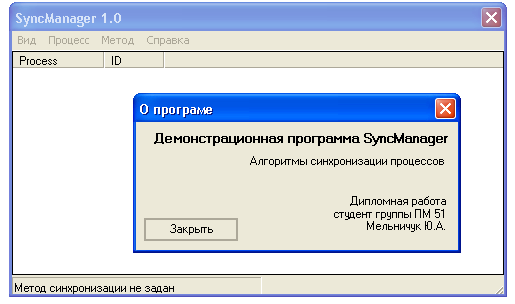 SyncManager 1.0
Вид Процесс Метод Справка
Process ID
О програме
Демонстрационная программа SyncManager
Алгоритмы синхронизации процессов
Дипломная работа
студент группы ПМ 51
Мельничук Ю.А.
Закрыть
Метод синхронизации не задан